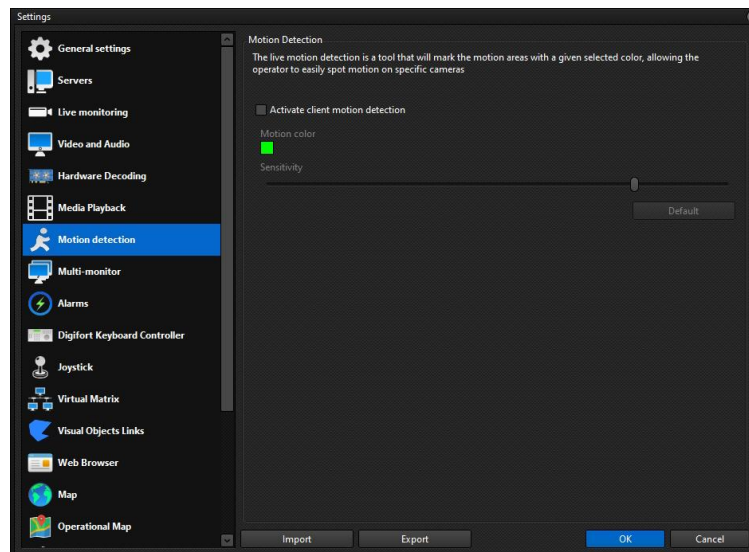 Settings
General settings
Servers
Live monitoring
Video and Audio
Hardware Decoding
Media Playback
Motion detection
Multi-monitor
Alarms
Digifort Keyboard Controller
Joystick
Virtual Matrix
Visual Objects Links
Web Browser
Map
Operational Map
Motion Detection
The live motion detection is a tool that will mark the motion areas with a given selected color, allowing the
operator to easily spot motion on specific cameras
Activate client motion detection
Motion color
Sensitivity
Default
Import
Export
OK
Cancel